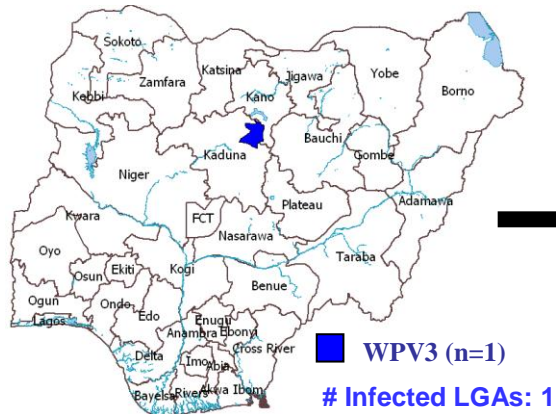 Sokoto
Katsina
Yobe
Jigawa
Zamfara
Kano
Borno
Kebbi
Kaduna
Bauchi
Gombe
Niger
Plateau
Adamawa
Kwara
FCT
Nasarawa
Oyo
Taraba
Ekiti
Kogi
Osun
Benue
Ogun
Ondo
Edo
Enugu
Lagos
Anambra
Ebonyi
Cross River
Delta
Imo
Abia
WPV3 (n=1)
Bayelsa
Rivers
Akwa Ibom
# Infected LGAs: 1